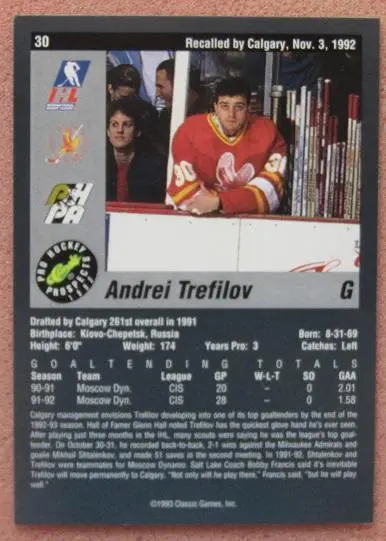 30
Recalled by Calgary, Nov. 3, 1992
IHL
INTERNATIONAL HOCKEY LEAGUE
30 30
PHPA
PRO HOCKEY PROSPECTS
Andrei Trefilov G
Drafted by Calgary 261st overall in 1991
Birthplace: Kiovo-Chepetsk, Russia Born: 8-31-69
Height: 6'0" Weight: 174 Years Pro: 3 Catches: Left
GOALTENDING TOTALS
Season Team League GP W-L-T SO GAA
90-91 Moscow Dyn. CIS 20 – 0 2.01
91-92 Moscow Dyn. CIS 28 – 0 1.58
Calgary management envisions Trefilov developing into one of its top goaltenders by the end of the
1992-93 season. Hall of Famer Glenn Hall noted Trefilov has the quickest glove hand he's ever seen.
After playing just three months in the IHL, many scouts were saying he was the league's top goal-
tender. On October 30-31, he recorded back-to-back, 2-1 wins against the Milwaukee Admirals and
goalie Mikhail Shtalenkov, and made 51 saves in the second meeting. In 1991-92, Shtalenkov and
Trefilov were teammates for Moscow Dynamo. Salt Lake Coach Bobby Francis said it's inevitable
Trefilov will move permanently to Calgary. "Not only will he play there," Francis said, "but he will play
well."
©1993 Classic Games, Inc.